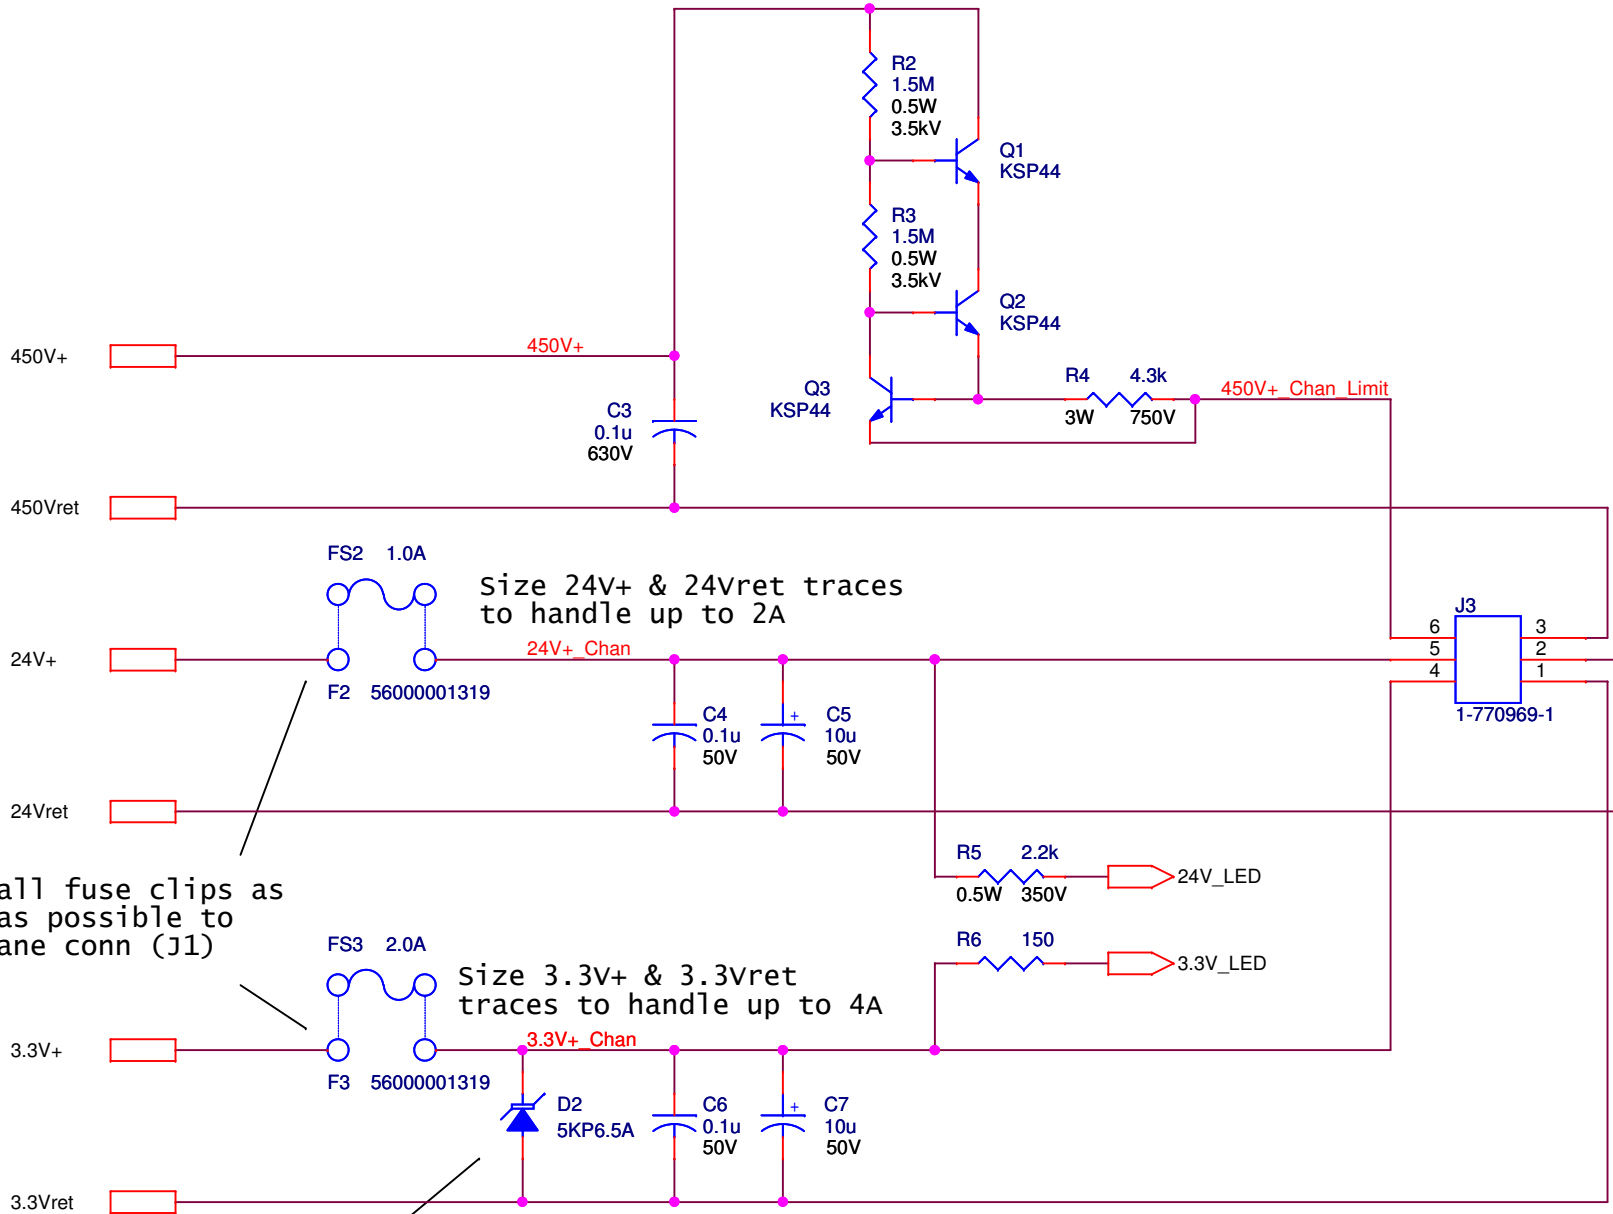 R2
1.5M
0.5W
3.5kV
Q1
KSP44
R3
1.5M
0.5W
3.5kV
Q2
KSP44
450V+
450V+
Q3
KSP44
R4 4.3k
3W 750V
450V+_Chan_Limit
C3
0.1u
630V
450Vret
FS2 1.0A
Size 24V+ & 24Vret traces
to handle up to 2A
24V+
24V+_Chan
F2 56000001319
J3
6 3
5 2
4 1
1-770969-1
C4
0.1u
50V
+
C5
10u
50V
24Vret
R5 2.2k
0.5W 350V
24V_LED
all fuse clips as
as possible to
ane conn (J1)
R6 150
3.3V_LED
FS3 2.0A
Size 3.3V+ & 3.3Vret
traces to handle up to 4A
3.3V+
3.3V+_Chan
F3 56000001319
D2
5KP6.5A
C6
0.1u
50V
+
C7
10u
50V
3.3Vret